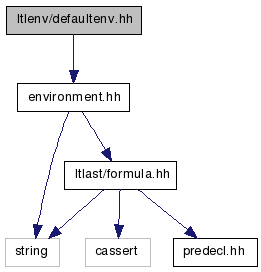 ltlenv/defaultenv.hh
environment.hh
ltlast/formula.hh
string
cassert
predecl.hh